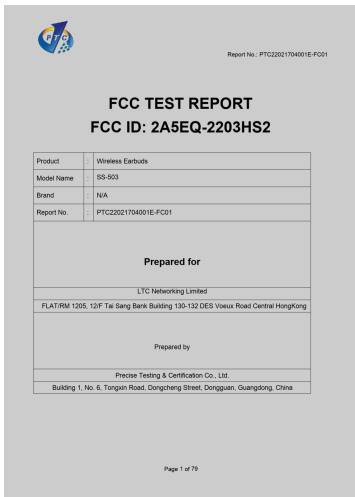 PTC
Report No.: PTC22021704001E-FC01
FCC TEST REPORT
FCC ID: 2A5EQ-2203HS2
Product : Wireless Earbuds
Model Name : SS-503
Brand : N/A
Report No. : PTC22021704001E-FC01
Prepared for
LTC Networking Limited
FLAT/RM 1205, 12/F Tai Sang Bank Building 130-132 DES Voeux Road Central HongKong
Prepared by
Precise Testing & Certification Co., Ltd.
Building 1, No. 6, Tongxin Road, Dongcheng Street, Dongguan, Guangdong, China
Page 1 of 79